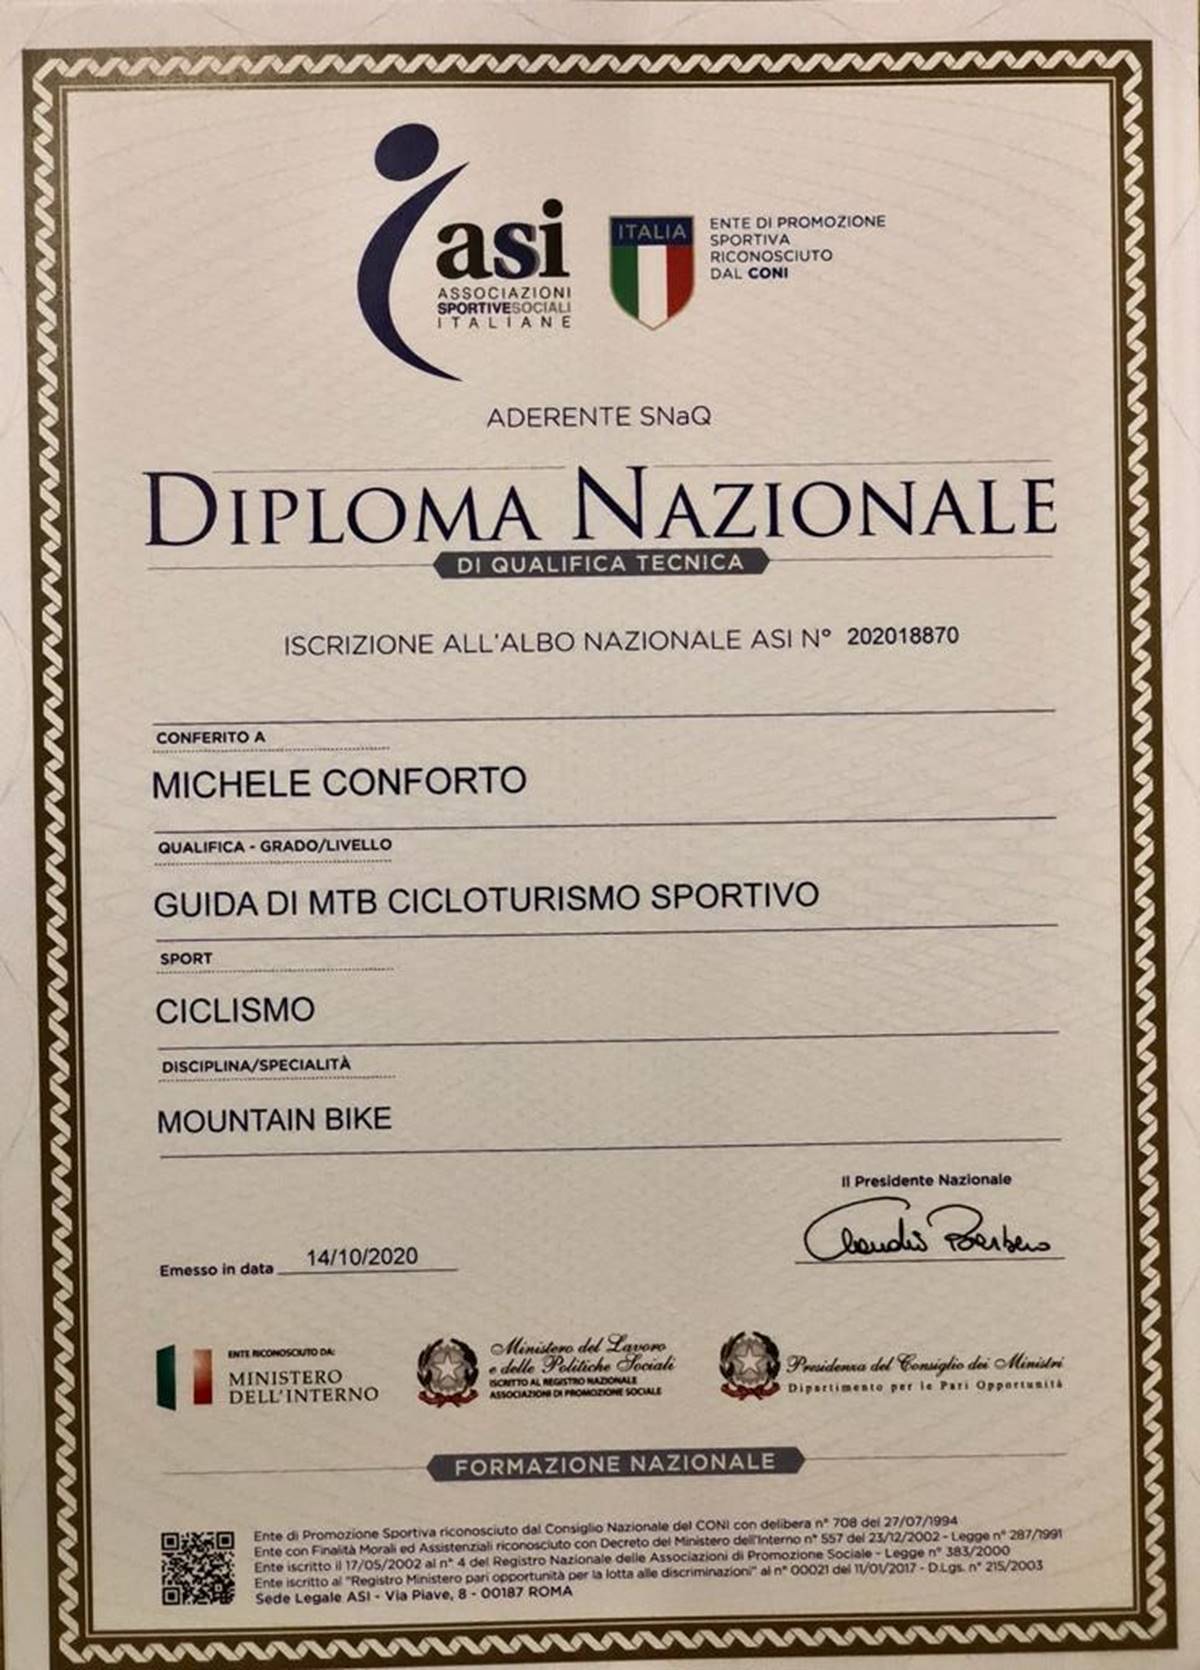 asi
ASSOCIAZIONI
SPORTIVESOCIALI
ITALIANE
ITALIA
ENTE DI PROMOZIONE
SPORTIVA
RICONOSCIUTO
DAL CONI
ADERENTE SNaQ
DIPLOMA NAZIONALE
DI QUALIFICA TECNICA
ISCRIZIONE ALL'ALBO NAZIONALE ASI N° 202018870
CONFERITO A
MICHELE CONFORTO
QUALIFICA - GRADO/LIVELLO
GUIDA DI MTB CICLOTURISMO SPORTIVO
SPORT
CICLISMO
DISCIPLINA/SPECIALITÀ
MOUNTAIN BIKE
Il Presidente Nazionale
Claudio Barbaro
Emesso in data 14/10/2020
ENTE RICONOSCIUTO DA:
MINISTERO
DELL'INTERNO
Ministero del Lavoro
e delle Politiche Sociali
ISCRITTO AL REGISTRO NAZIONALE
ASSOCIAZIONI DI PROMOZIONE SOCIALE
Presidenza del Consiglio dei Ministri
Dipartimento per le Pari Opportunità
FORMAZIONE NAZIONALE
Ente di Promozione Sportiva riconosciuto dal Consiglio Nazionale del CONI con delibera n° 708 del 27/07/1994
Ente con Finalità Morali ed Assistenziali riconosciuto con Decreto del Ministero dell'Interno n° 557 del 23/12/2002 - Legge n° 287/1991
Ente iscritto il 17/05/2002 al n° 4 del Registro Nazionale delle Associazioni di Promozione Sociale - Legge n° 383/2000
Ente iscritto al "Registro Ministero pari opportunità per la lotta alle discriminazioni" al n° 00021 del 11/01/2017 - D.Lgs. n° 215/2003
Sede Legale ASI - Via Piave, 8 - 00187 ROMA